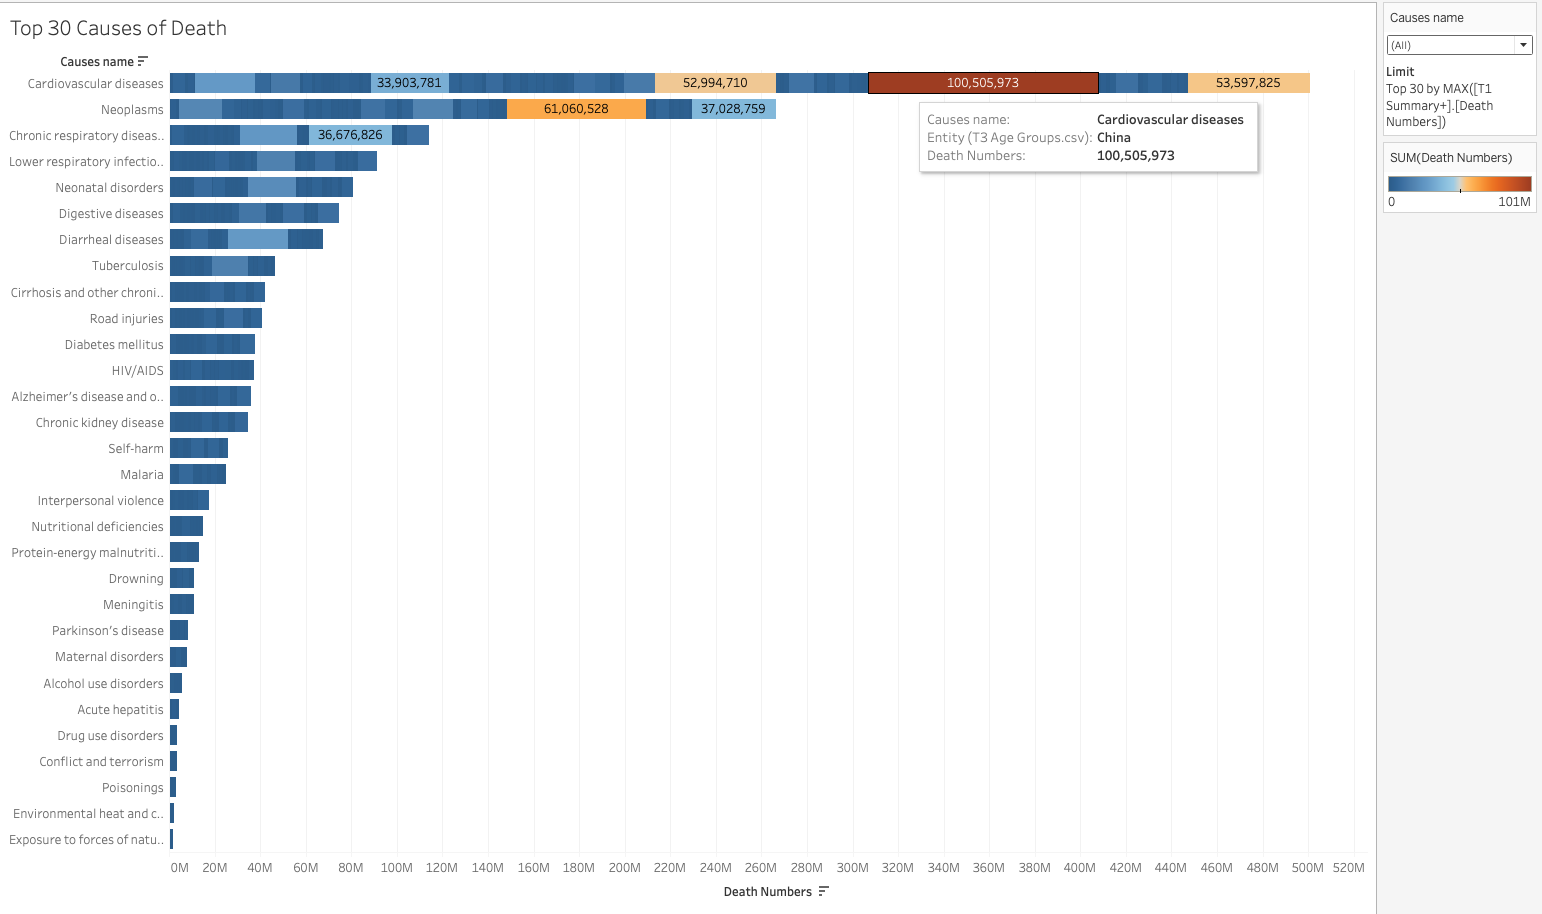 Top 30 Causes of Death
Causes name
Cardiovascular diseases
33,903,781
52,994,710
100,505,973
53,597,825
Neoplasms
61,060,528
37,028,759
Chronic respiratory diseas..
36,676,826
Lower respiratory infectio..
Neonatal disorders
Digestive diseases
Diarrheal diseases
Tuberculosis
Cirrhosis and other chroni..
Road injuries
Diabetes mellitus
HIV/AIDS
Alzheimer's disease and o..
Chronic kidney disease
Self-harm
Malaria
Interpersonal violence
Nutritional deficiencies
Protein-energy malnutriti..
Drowning
Meningitis
Parkinson's disease
Maternal disorders
Alcohol use disorders
Acute hepatitis
Drug use disorders
Conflict and terrorism
Poisonings
Environmental heat and c..
Exposure to forces of natu..
0M 20M 40M 60M 80M 100M 120M 140M 160M 180M 200M 220M 240M 260M 280M 300M 320M 340M 360M 380M 400M 420M 440M 460M 480M 500M 520M
Death Numbers
Causes name: Cardiovascular diseases
Entity (T3 Age Groups.csv): China
Death Numbers: 100,505,973
Causes name
(All)
Limit
Top 30 by MAX([T1
Summary+].[Death
Numbers])
SUM(Death Numbers)
0 101M